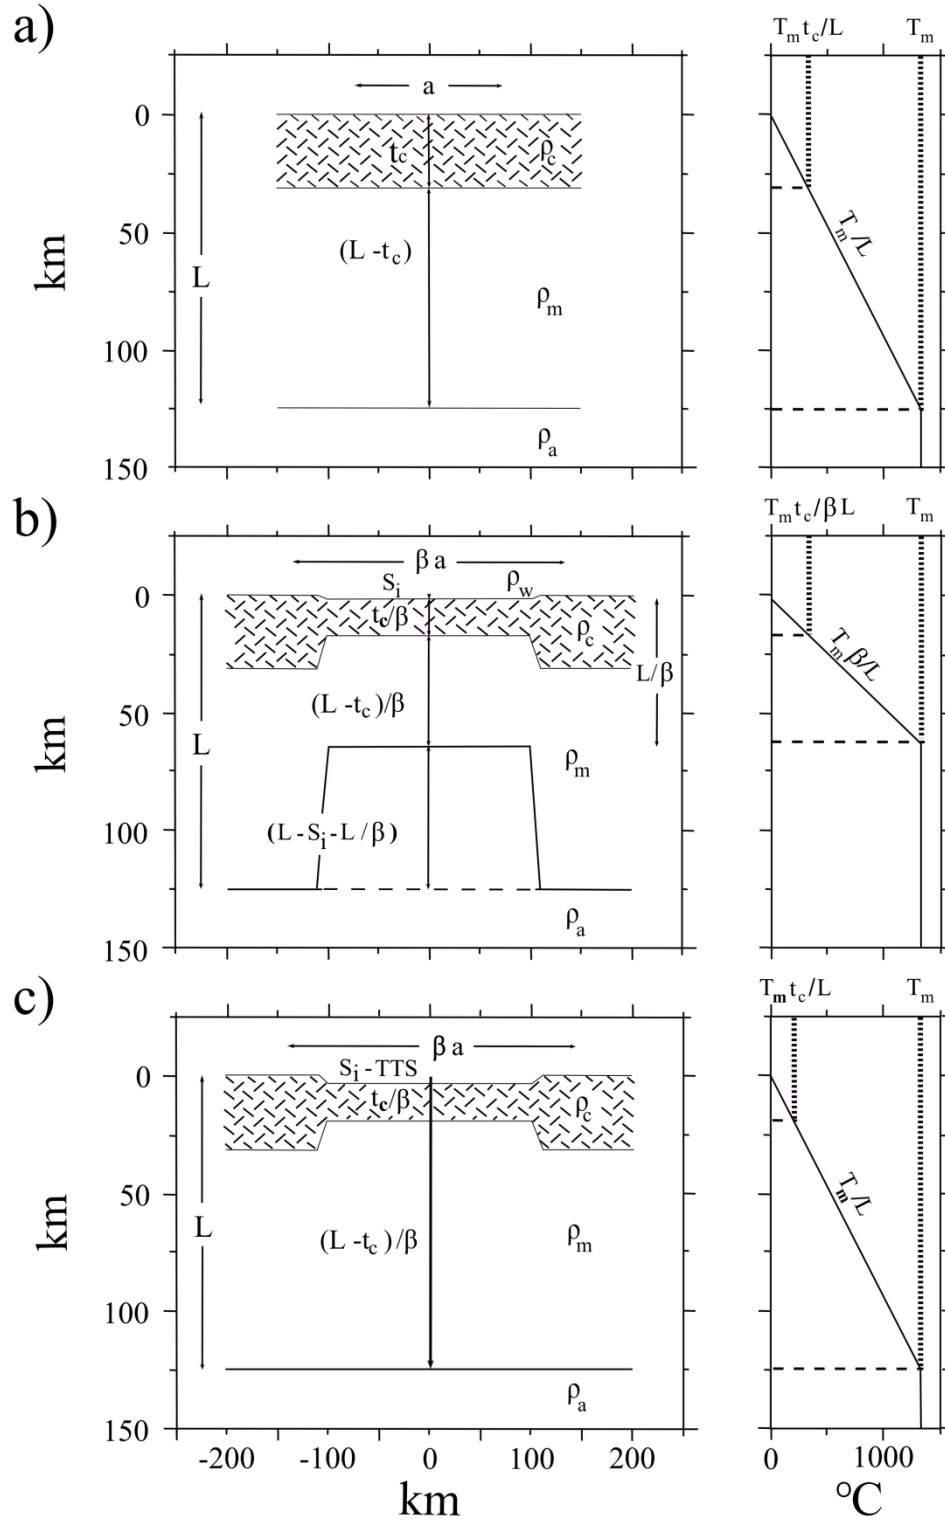 a)
T_m t_c/L
T_m
a
0
50
100
150
km
L
t_c
ρ_c
(L -t_c)
ρ_m
ρ_a
T_m/L
b)
T_m t_c/βL
T_m
β a
S_i
ρ_w
0
50
100
150
km
L
t_c/β
ρ_c
L/β
(L -t_c)/β
ρ_m
(L-S_i-L/β)
ρ_a
T_m β/L
c)
T_m t_c/L
T_m
β a
S_i -TTS
0
50
100
150
km
L
t_c/β
ρ_c
(L -t_c)/β
ρ_m
ρ_a
T_m/L
-200 -100 0 100 200
km
0 1000
°C